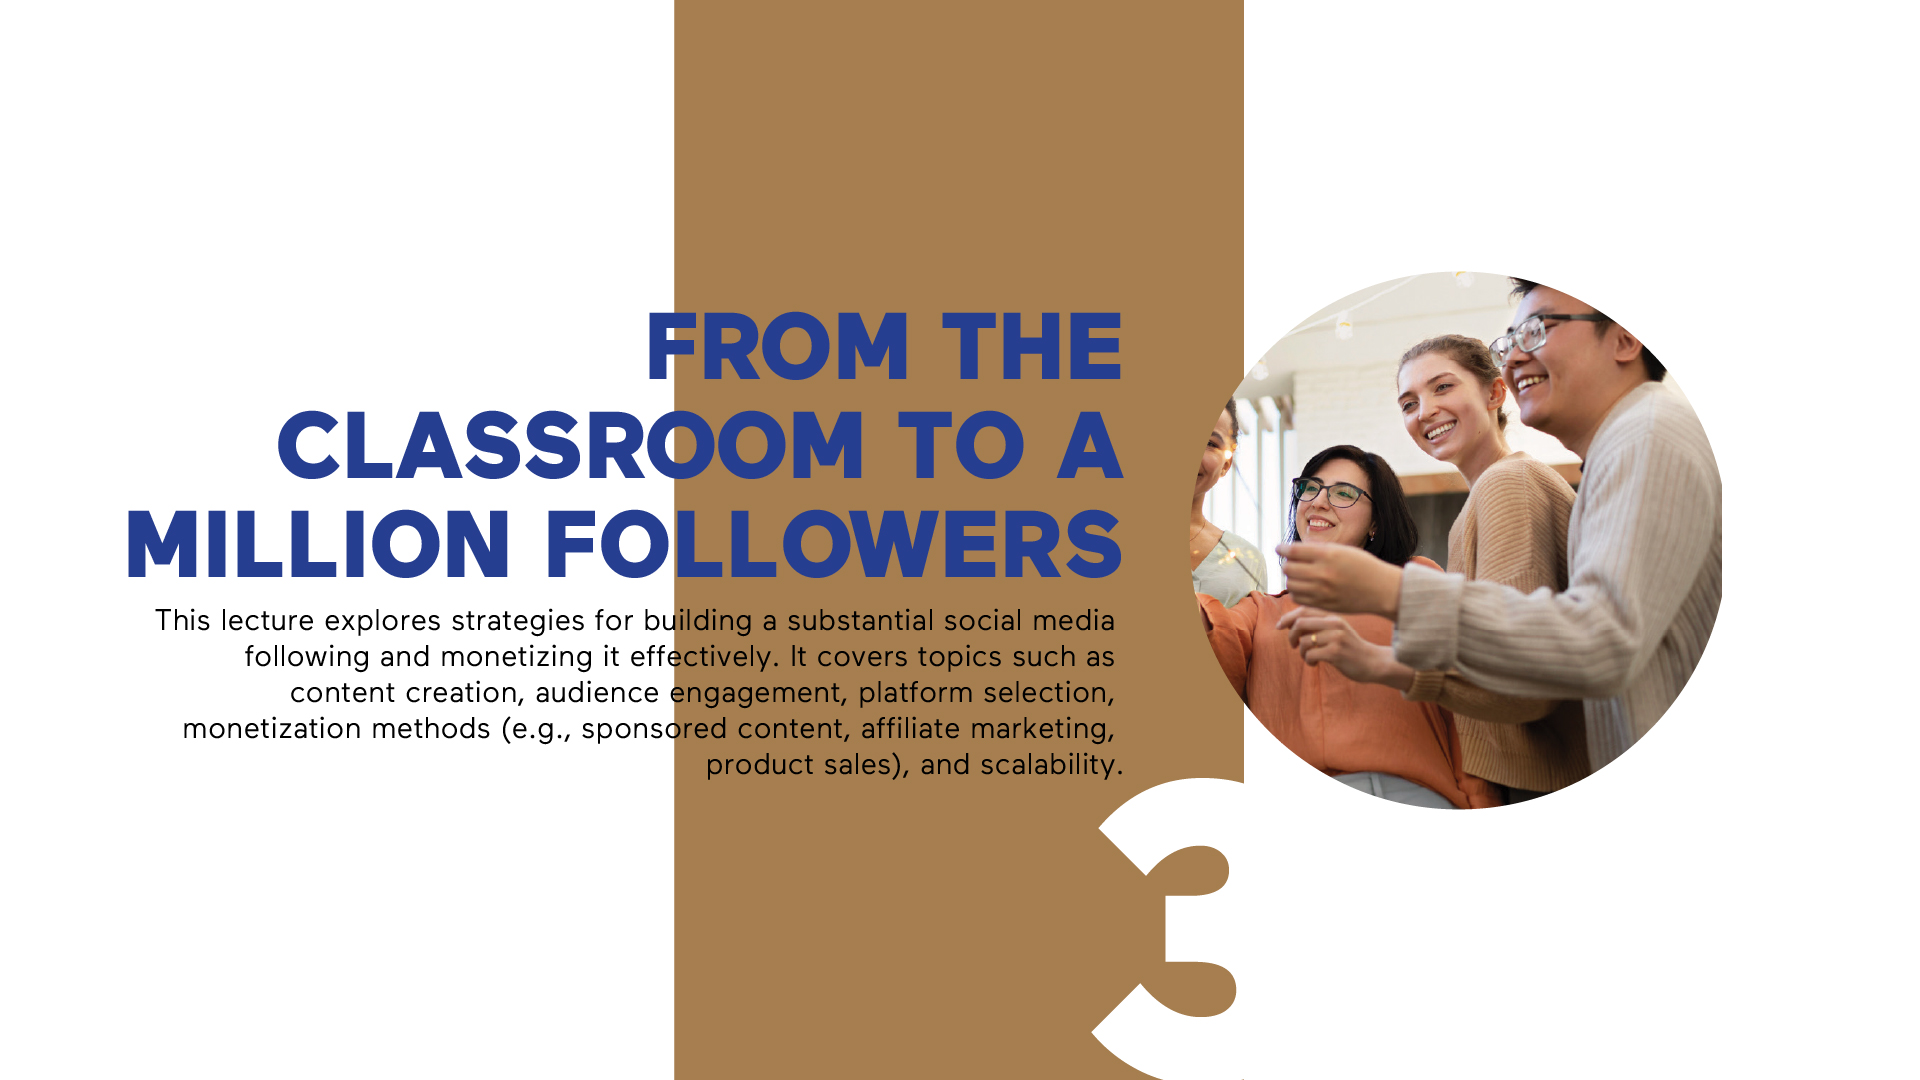 FROM THE
CLASSROOM TO A
MILLION FOLLOWERS
This lecture explores strategies for building a substantial social media
following and monetizing it effectively. It covers topics such as
content creation, audience engagement, platform selection,
monetization methods (e.g., sponsored content, affiliate marketing,
product sales), and scalability.
3